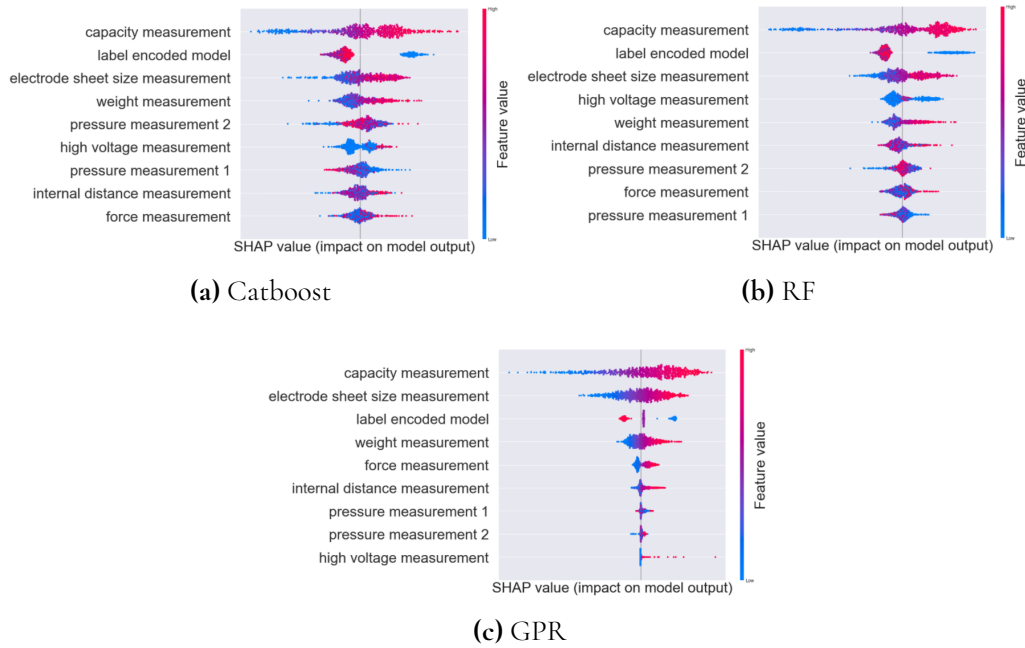 capacity measurement
label encoded model
electrode sheet size measurement
weight measurement
pressure measurement 2
high voltage measurement
pressure measurement 1
internal distance measurement
force measurement
SHAP value (impact on model output)
High
Feature value
Low
(a) Catboost
capacity measurement
label encoded model
electrode sheet size measurement
high voltage measurement
weight measurement
internal distance measurement
pressure measurement 2
force measurement
pressure measurement 1
SHAP value (impact on model output)
High
Feature value
Low
(b) RF
capacity measurement
electrode sheet size measurement
label encoded model
weight measurement
force measurement
internal distance measurement
pressure measurement 1
pressure measurement 2
high voltage measurement
SHAP value (impact on model output)
High
Feature value
Low
(c) GPR